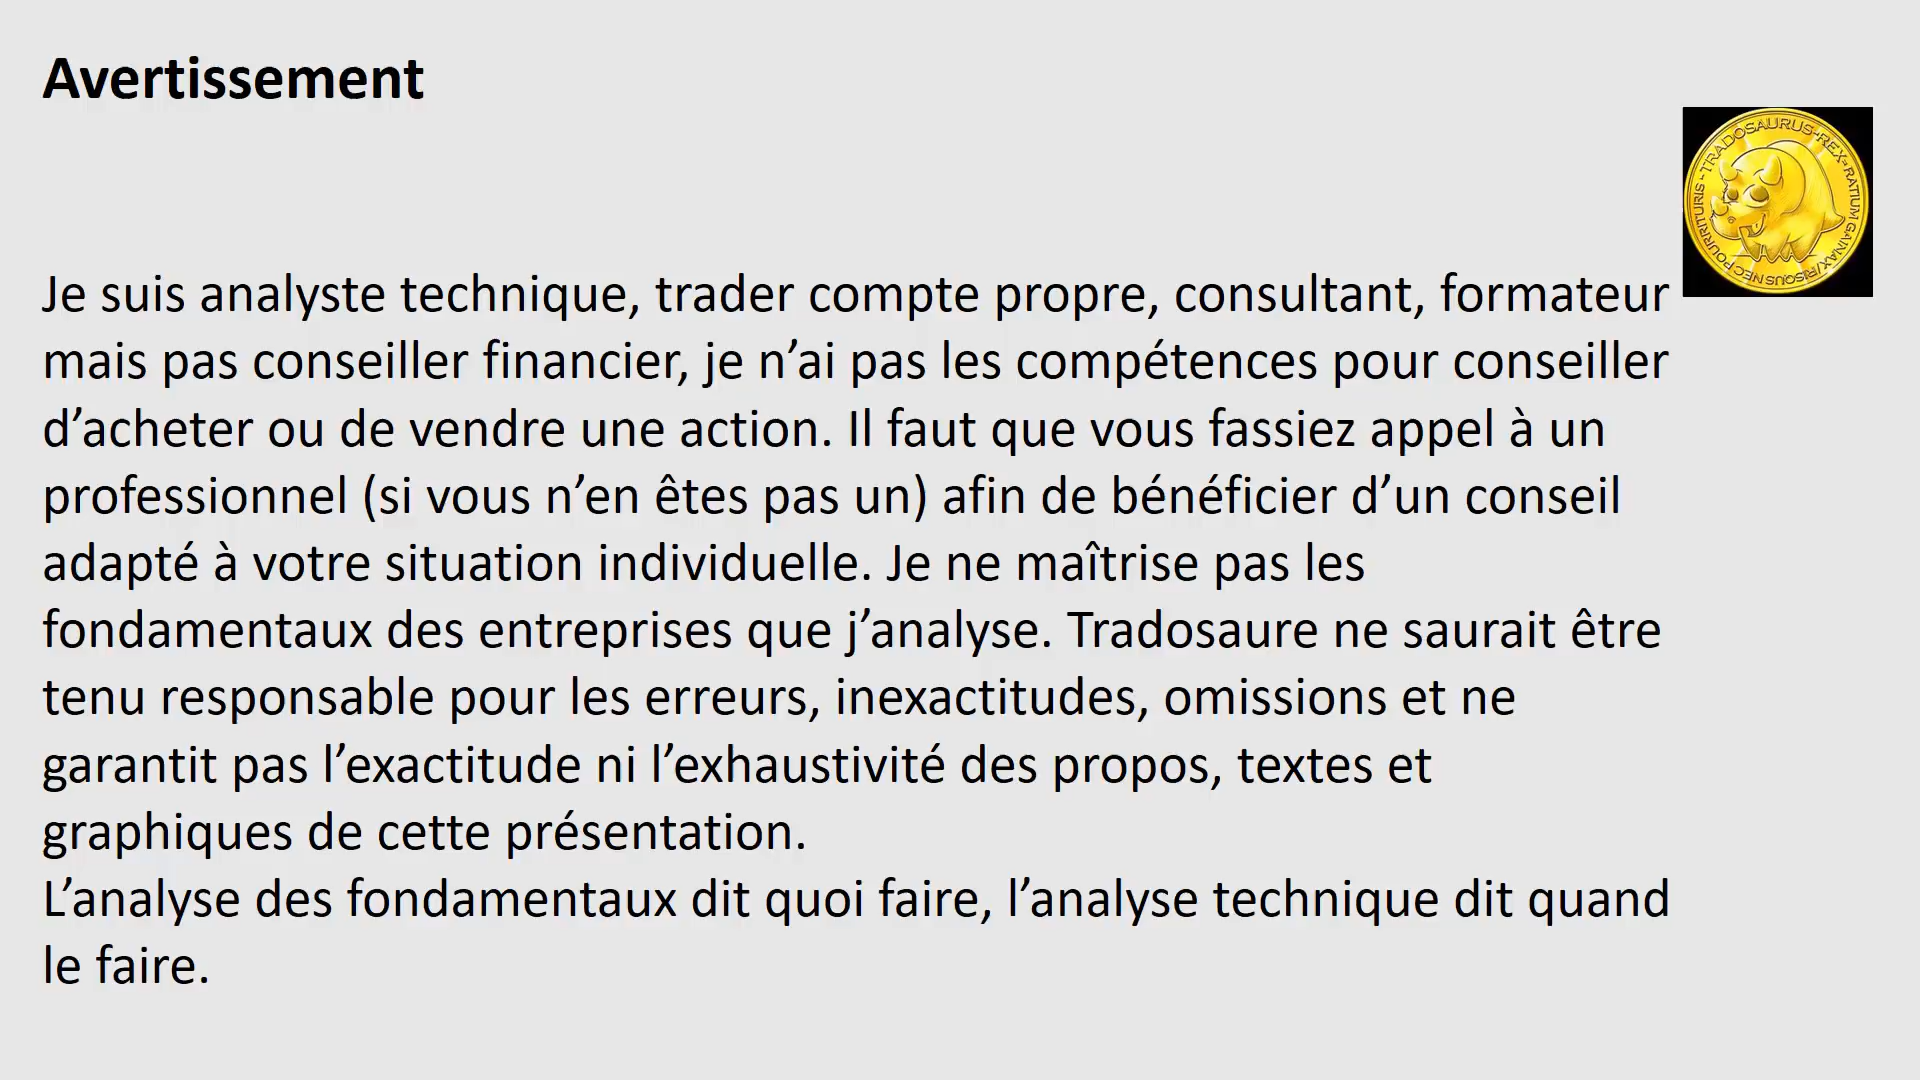 Avertissement
TRADOSAURUS-REX-RATIUM GAINAX/RISQUS NEC POURRITURIS -
Je suis analyste technique, trader compte propre, consultant, formateur
mais pas conseiller financier, je n’ai pas les compétences pour conseiller
d’acheter ou de vendre une action. Il faut que vous fassiez appel à un
professionnel (si vous n’en êtes pas un) afin de bénéficier d’un conseil
adapté à votre situation individuelle. Je ne maîtrise pas les
fondamentaux des entreprises que j’analyse. Tradosaure ne saurait être
tenu responsable pour les erreurs, inexactitudes, omissions et ne
garantit pas l’exactitude ni l’exhaustivité des propos, textes et
graphiques de cette présentation.
L’analyse des fondamentaux dit quoi faire, l’analyse technique dit quand
le faire.